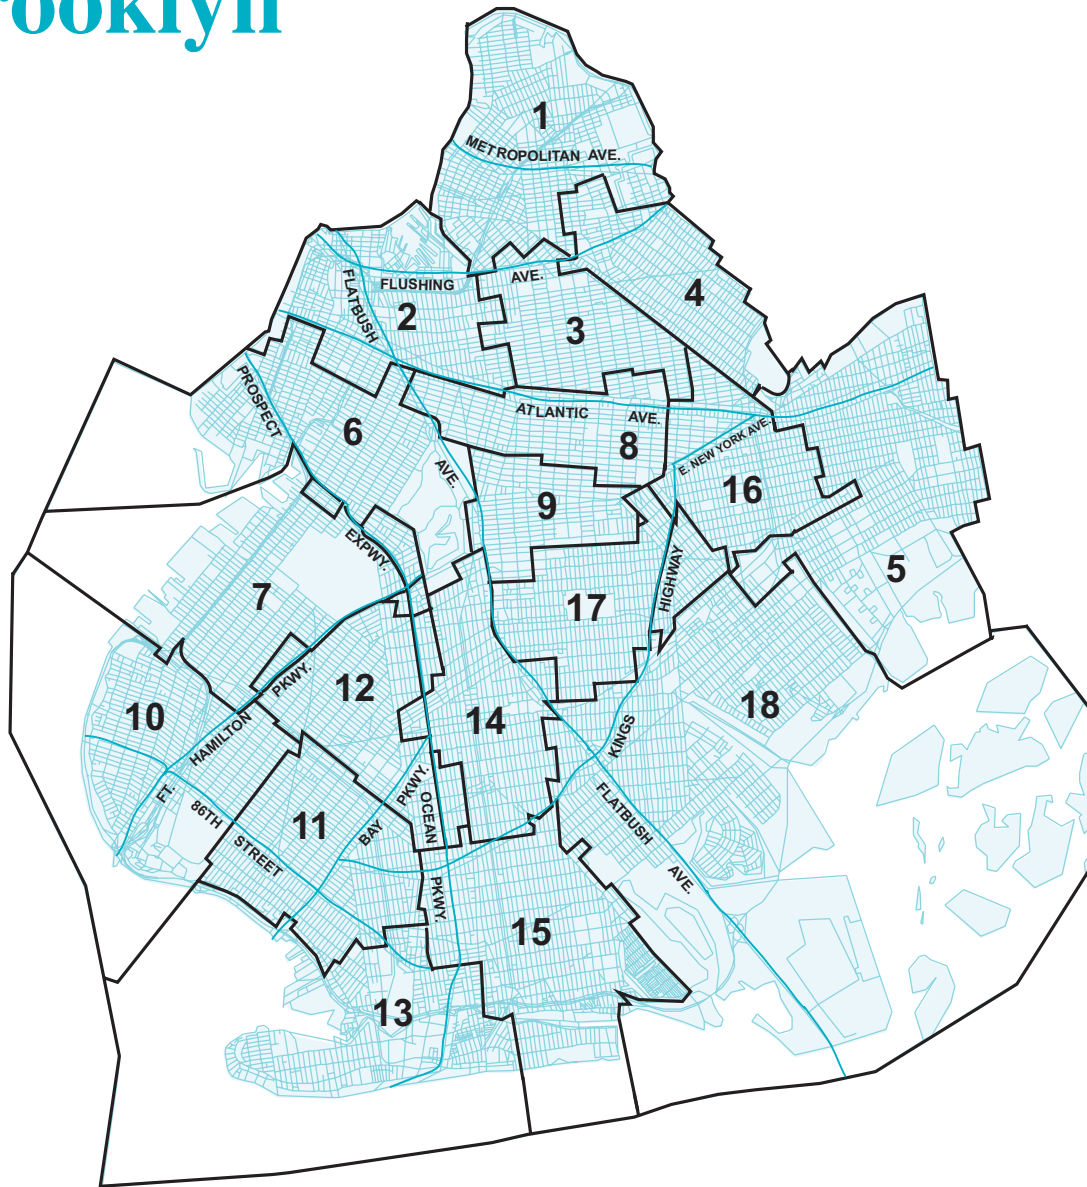 rooklyn
1
METROPOLITAN AVE.
4
FLUSHING AVE.
FLATBUSH AVE.
2
3
PROSPECT EXPWY.
6
ATLANTIC AVE.
8
E. NEW YORK AVE.
16
9
5
7
17
KINGS HIGHWAY
12
PKWY.
10
HAMILTON
FT.
14
18
86TH STREET
11
BAY PKWY.
OCEAN PKWY.
FLATBUSH AVE.
15
13